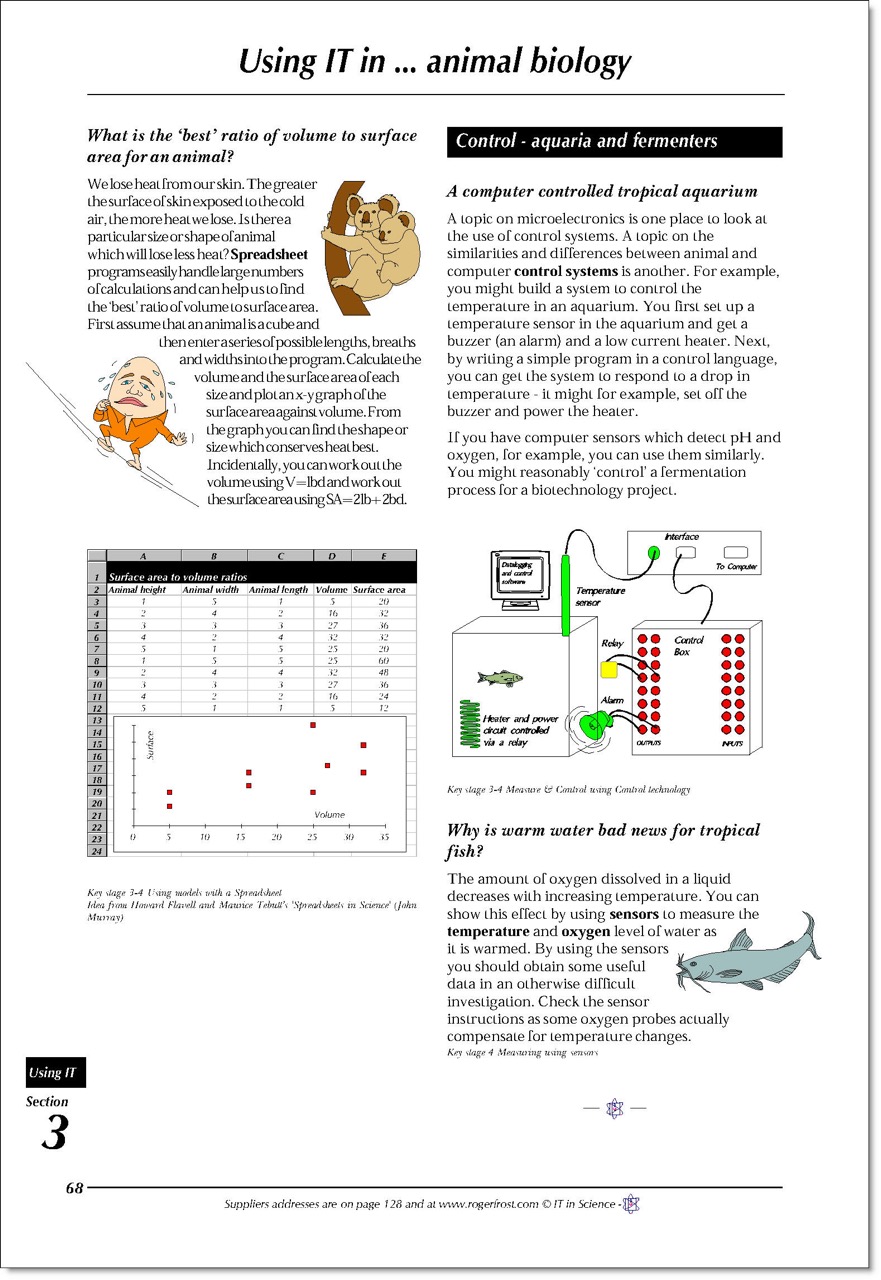 Using IT in ... animal biology
What is the ‘best’ ratio of volume to surface
area for an animal?
We lose heat from our skin. The greater
the surface of skin exposed to the cold
air, the more heat we lose. Is there a
particular size or shape of animal
which will lose less heat? Spreadsheet
programs easily handle large numbers
of calculations and can help us to find
the ‘best’ ratio of volume to surface area.
First assume that an animal is a cube and
then enter a series of possible lengths, breaths
and widths into the program. Calculate the
volume and the surface area of each
size and plot an x-y graph of the
surface area against volume. From
the graph you can find the shape or
size which conserves heat best.
Incidentally, you can work out the
volume using V=lbd and work out
the surface area using SA=2lb+2bd.
A B C D E
1 Surface area to volume ratios
2 Animal height Animal width Animal length Volume Surface area
3 1 5 1 5 20
4 2 4 2 16 32
5 3 3 3 27 36
6 4 2 4 32 32
7 5 1 5 25 20
8 1 5 5 25 60
9 2 4 4 32 48
10 3 3 3 27 36
11 4 2 2 16 24
12 5 1 1 5 12
13
14
15
16
17
18
19
20
21
22
23
24
Surface
Volume
0 5 10 15 20 25 30 35
Key stage 3-4 Using models with a Spreadsheet
Idea from Howard Flavell and Maurice Tebutt's 'Spreadsheets in Science' (John
Murray)
Control - aquaria and fermenters
A computer controlled tropical aquarium
A topic on microelectronics is one place to look at
the use of control systems. A topic on the
similarities and differences between animal and
computer control systems is another. For example,
you might build a system to control the
temperature in an aquarium. You first set up a
temperature sensor in the aquarium and get a
buzzer (an alarm) and a low current heater. Next,
by writing a simple program in a control language,
you can get the system to respond to a drop in
temperature - it might for example, set off the
buzzer and power the heater.
If you have computer sensors which detect pH and
oxygen, for example, you can use them similarly.
You might reasonably ‘control’ a fermentation
process for a biotechnology project.
Interface
To Computer
Datalogging
and control
software
Temperature
sensor
Relay
Control
Box
Alarm
Heater and power
circuit controlled
via a relay
OUTPUTS
INPUTS
Key stage 3-4 Measure & Control using Control technology
Why is warm water bad news for tropical
fish?
The amount of oxygen dissolved in a liquid
decreases with increasing temperature. You can
show this effect by using sensors to measure the
temperature and oxygen level of water as
it is warmed. By using the sensors
you should obtain some useful
data in an otherwise difficult
investigation. Check the sensor
instructions as some oxygen probes actually
compensate for temperature changes.
Key stage 4 Measuring using sensors
Using IT
Section
3
68
Suppliers addresses are on page 128 and at www.rogerfrost.com © IT in Science -